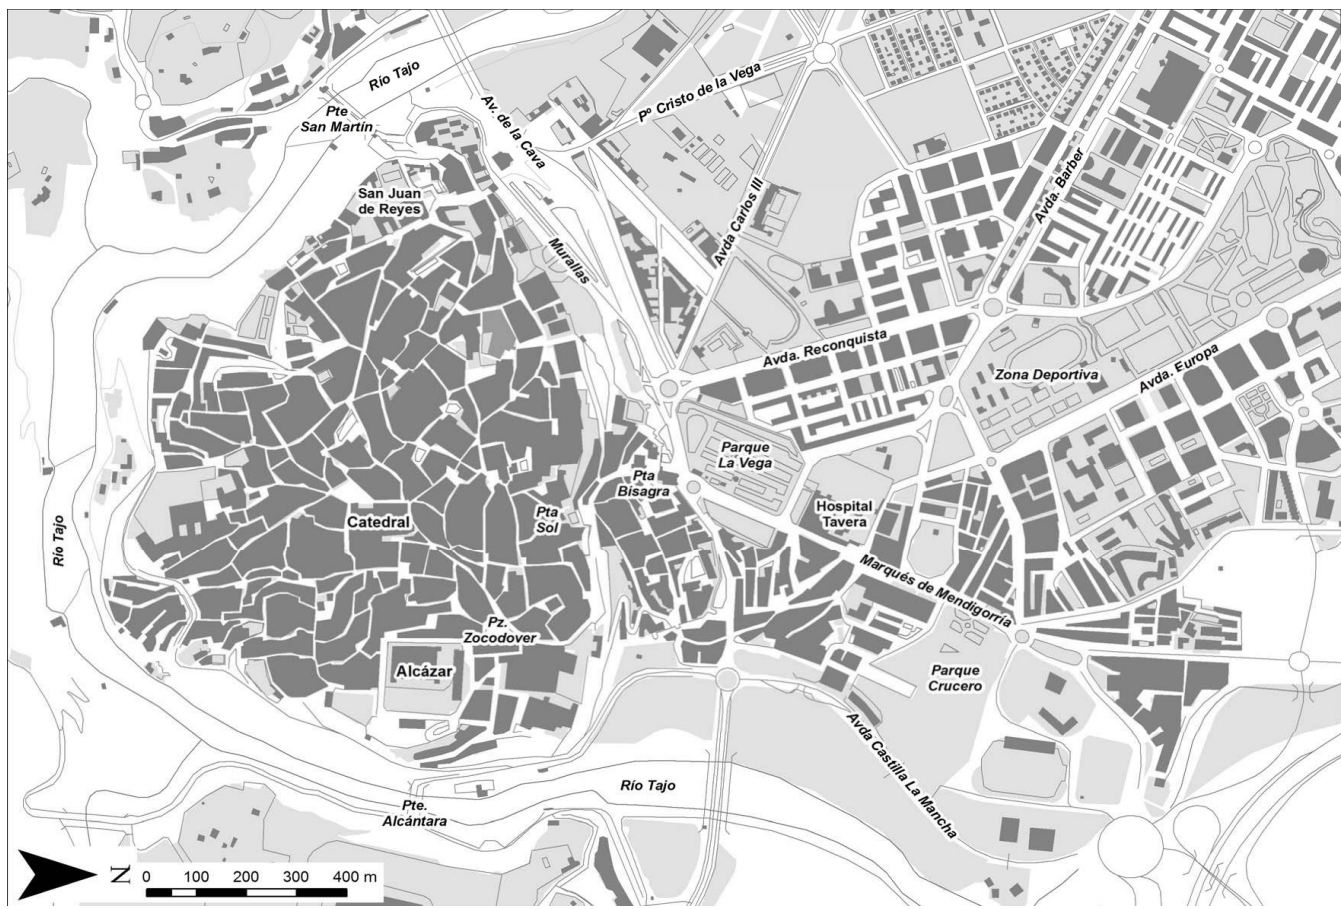 Río Tajo
Pte
San Martín
Av. de la Cava
Pº Cristo de la Vega
San Juan
de Reyes
Murallas
Avda Carlos III
Avda. Barber
Avda. Reconquista
Zona Deportiva
Avda. Europa
Parque
La Vega
Pta
Bisagra
Hospital
Tavera
Pta
Sol
Catedral
Río Tajo
Marqués de Mendigorría
Pz.
Zocodover
Alcázar
Parque
Crucero
Avda Castilla La Mancha
Río Tajo
Pte.
Alcántara
N
0 100 200 300 400 m